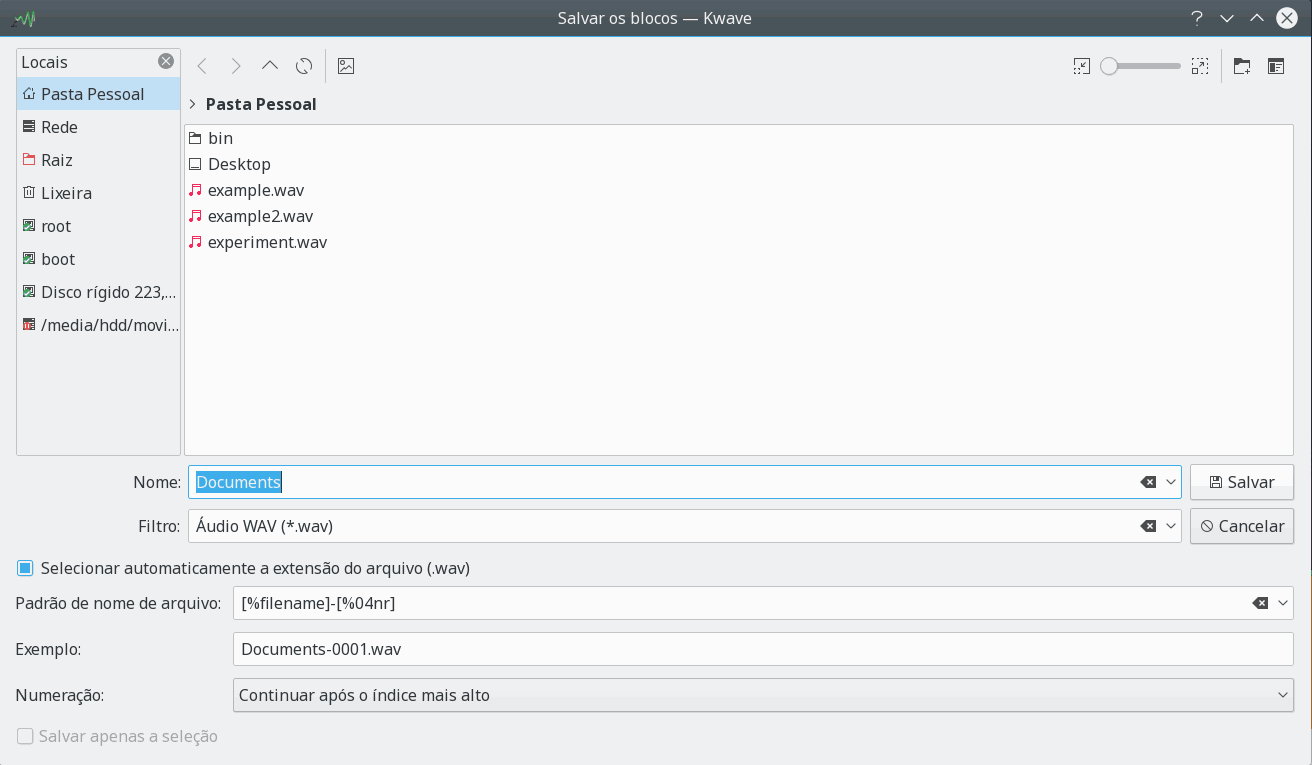 Salvar os blocos — Kwave
Locais
Pasta Pessoal
Rede
Raiz
Lixeira
root
boot
Disco rígido 223,...
/media/hdd/movi...
Pasta Pessoal
bin
Desktop
example.wav
example2.wav
experiment.wav
Nome: Documents Salvar
Filtro: Áudio WAV (*.wav) Cancelar
Selecionar automaticamente a extensão do arquivo (.wav)
Padrão de nome de arquivo: [%filename]-[%04nr]
Exemplo: Documents-0001.wav
Numeração: Continuar após o índice mais alto
Salvar apenas a seleção